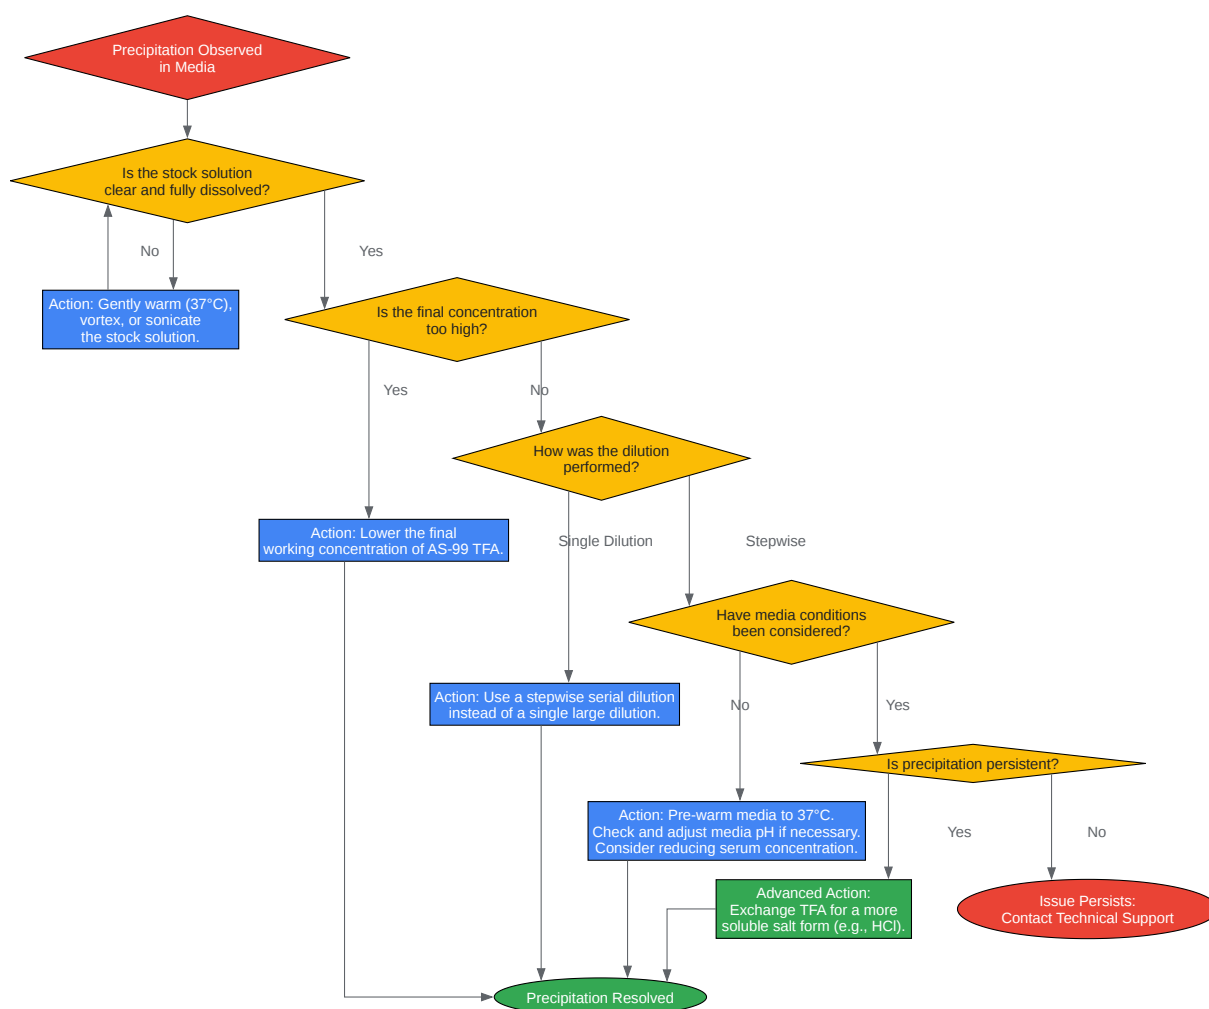 Precipitation Observed
in Media
Is the stock solution
clear and fully dissolved?
No
Yes
Action: Gently warm (37°C),
vortex, or sonicate
the stock solution.
Is the final concentration
too high?
Yes
No
How was the dilution
performed?
Action: Lower the final
working concentration of AS-99 TFA.
Single Dilution
Stepwise
Have media conditions
been considered?
Action: Use a stepwise serial dilution
instead of a single large dilution.
No
Yes
Is precipitation persistent?
Action: Pre-warm media to 37°C.
Check and adjust media pH if necessary.
Consider reducing serum concentration.
Yes
No
Advanced Action:
Exchange TFA for a more
soluble salt form (e.g., HCl).
Issue Persists:
Contact Technical Support
Precipitation Resolved